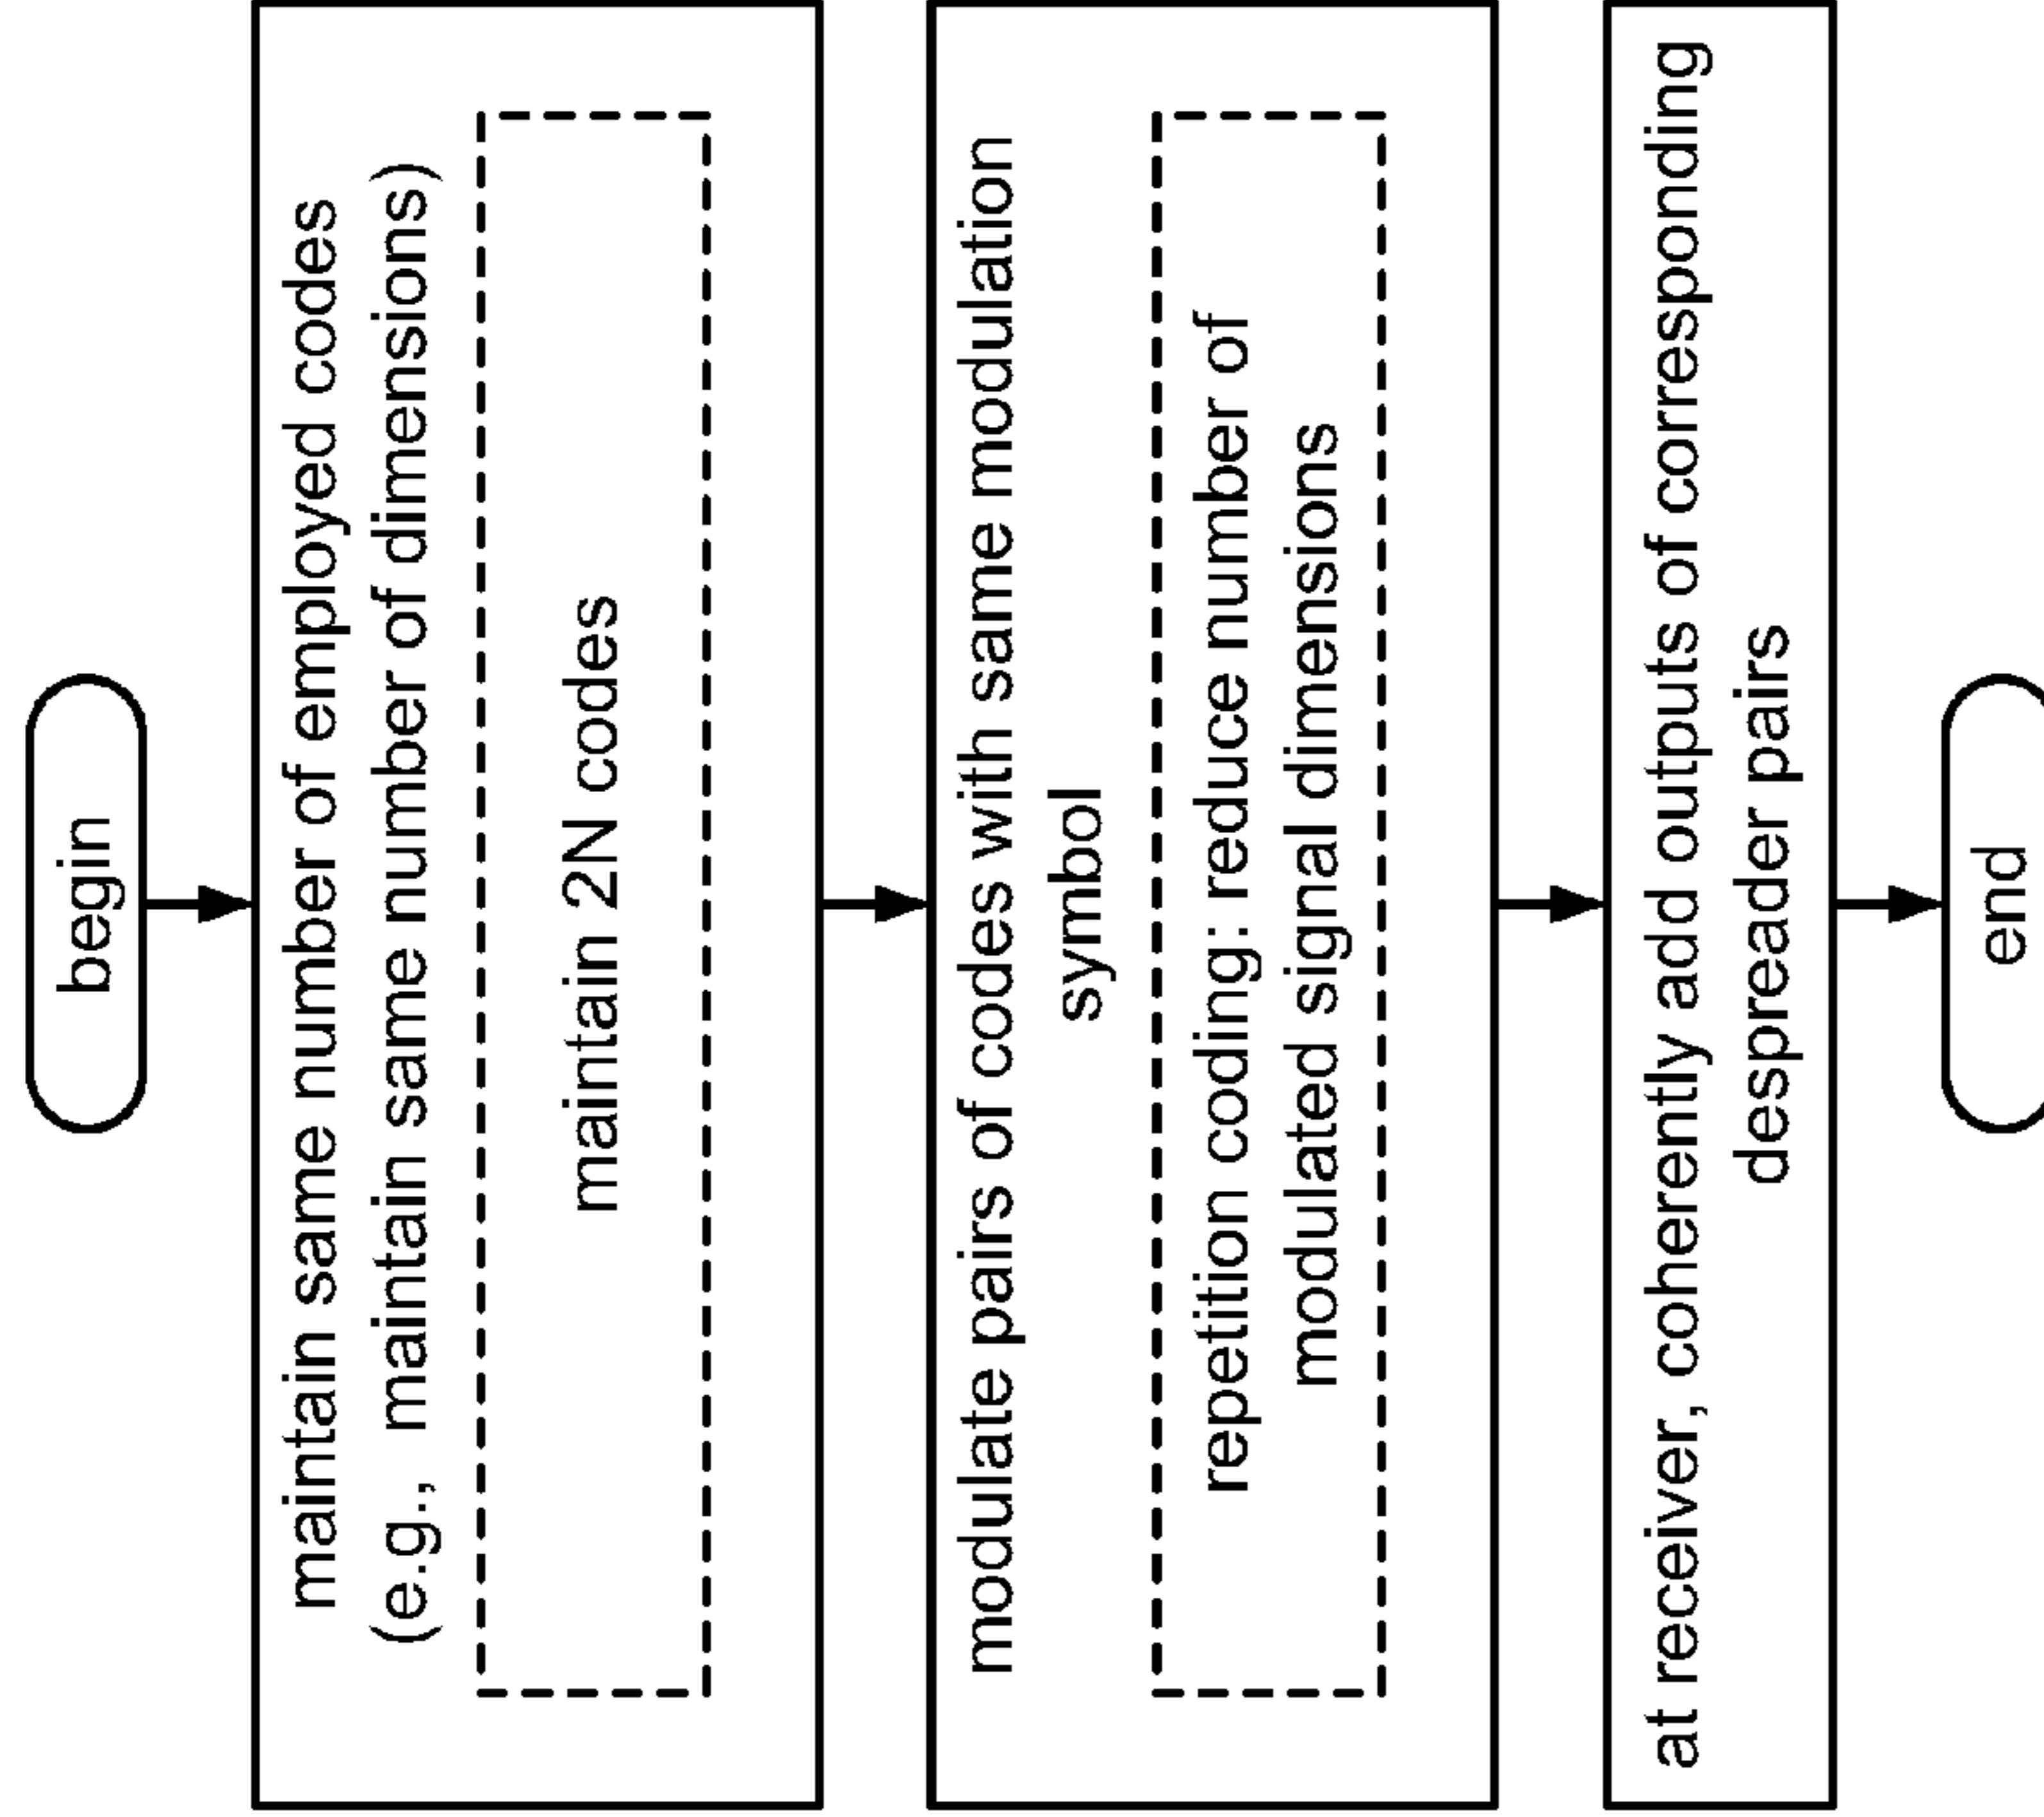 begin
maintain same number of employed codes
(e.g., maintain same number of dimensions)
maintain 2N codes
modulate pairs of codes with same modulation
symbol
repetition coding: reduce number of
modulated signal dimensions
at receiver, coherently add outputs of corresponding
despreader pairs
end